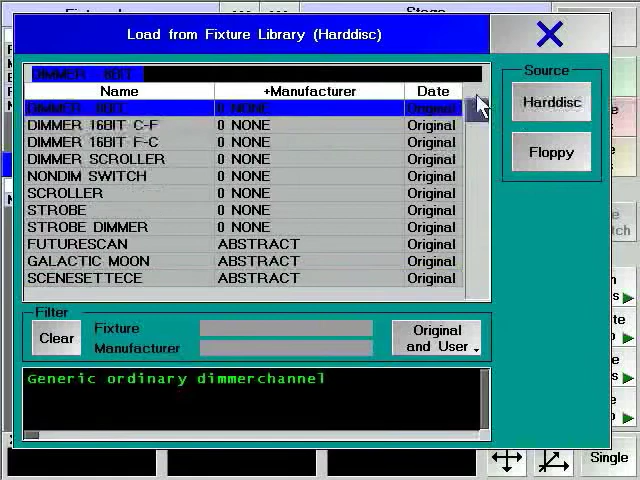 Load from Fixture Library (Harddisc)
DIMMER 8BIT
Name +Manufacturer Date
DIMMER 8BIT 0 NONE Original
DIMMER 16BIT C-F 0 NONE Original
DIMMER 16BIT F-C 0 NONE Original
DIMMER SCROLLER 0 NONE Original
NONDIM SWITCH 0 NONE Original
SCROLLER 0 NONE Original
STROBE 0 NONE Original
STROBE DIMMER 0 NONE Original
FUTURESCAN ABSTRACT Original
GALACTIC MOON ABSTRACT Original
SCENESETTECE ABSTRACT Original
Source
Harddisc
Floppy
Filter
Clear
Fixture
Manufacturer
Original
and User
Generic ordinary dimmerchannel
Single